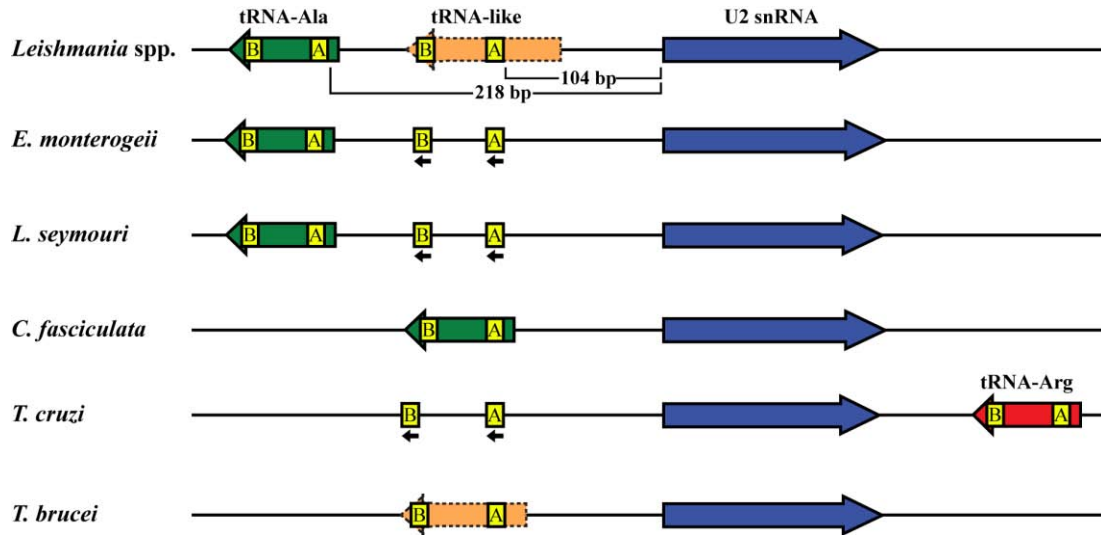 tRNA-Ala tRNA-like U2 snRNA
Leishmania spp. B A B A
104 bp
218 bp
E. monterogeii B A B A
L. seymouri B A B A
C. fasciculata B A
tRNA-Arg
T. cruzi B A B A
T. brucei B A